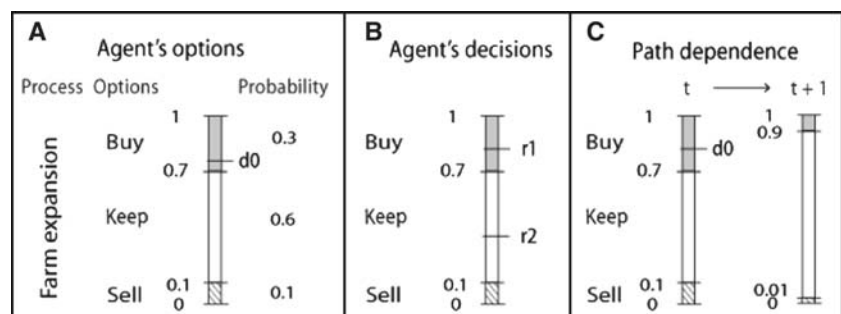 A
Agent's options
Process Options Probability
Farm expansion
Buy
Keep
Sell
1
0.7
0.1
0
d0
0.3
0.6
0.1
B
Agent's decisions
Buy
Keep
Sell
1
0.7
0.1
0
r1
r2
C
Path dependence
t t + 1
Buy
Keep
Sell
1
0.7
0.1
0
d0
1
0.9
0.01
0